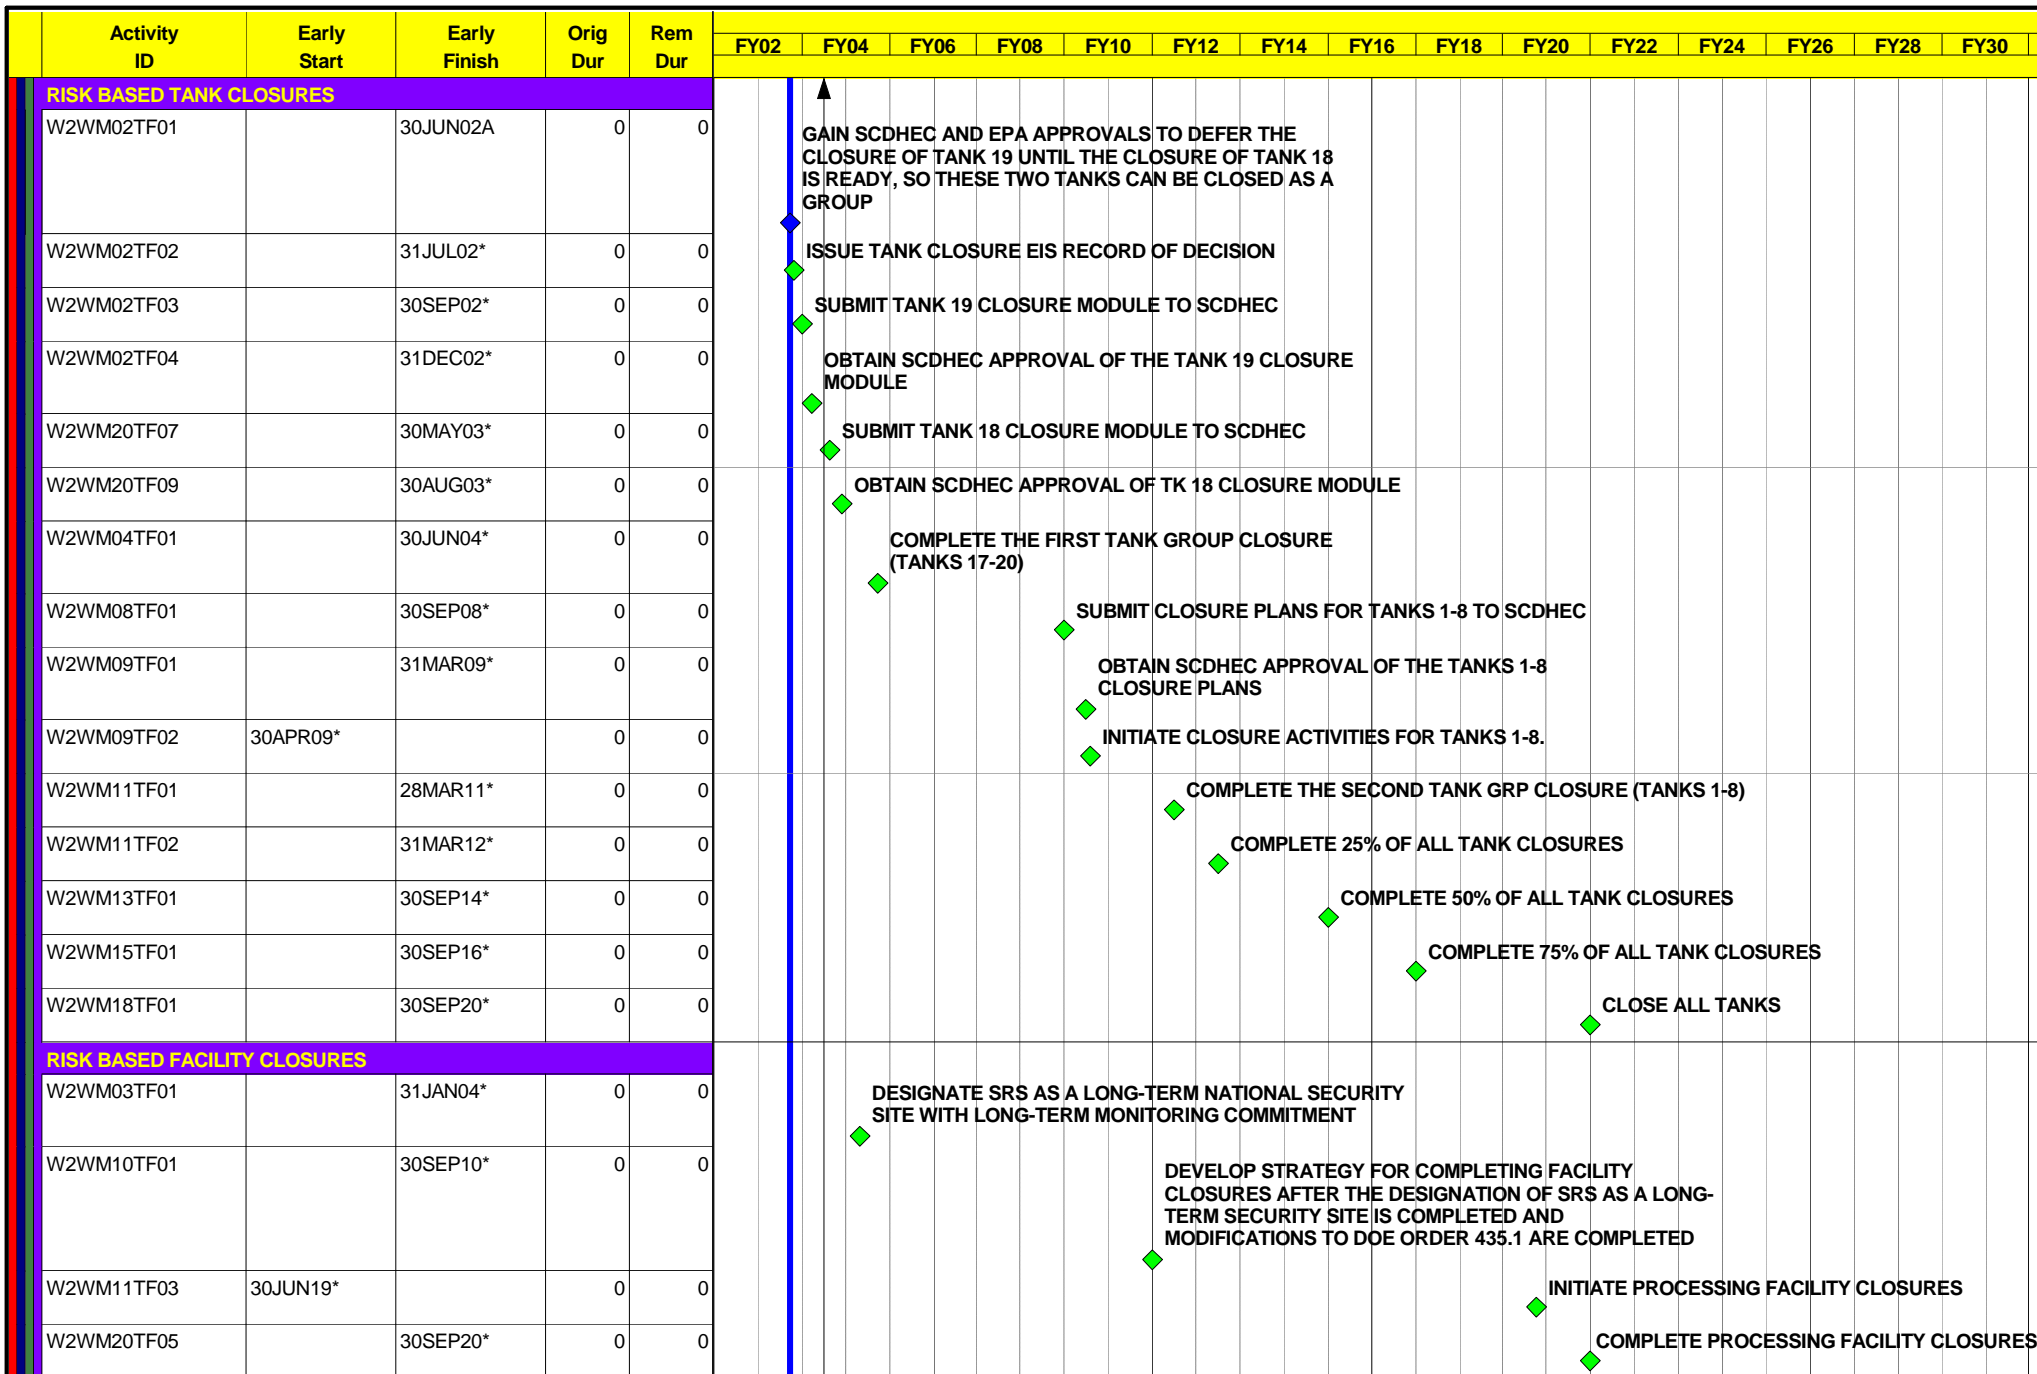 Activity ID Early Start Early Finish Orig Dur Rem Dur
FY02 FY04 FY06 FY08 FY10 FY12 FY14 FY16 FY18 FY20 FY22 FY24 FY26 FY28 FY30
RISK BASED TANK CLOSURES
W2WM02TF01 30JUN02A 0 0
GAIN SCDHEC AND EPA APPROVALS TO DEFER THE
CLOSURE OF TANK 19 UNTIL THE CLOSURE OF TANK 18
IS READY, SO THESE TWO TANKS CAN BE CLOSED AS A
GROUP
W2WM02TF02 31JUL02* 0 0 ISSUE TANK CLOSURE EIS RECORD OF DECISION
W2WM02TF03 30SEP02* 0 0 SUBMIT TANK 19 CLOSURE MODULE TO SCDHEC
W2WM02TF04 31DEC02* 0 0 OBTAIN SCDHEC APPROVAL OF THE TANK 19 CLOSURE
MODULE
W2WM20TF07 30MAY03* 0 0 SUBMIT TANK 18 CLOSURE MODULE TO SCDHEC
W2WM20TF09 30AUG03* 0 0 OBTAIN SCDHEC APPROVAL OF TK 18 CLOSURE MODULE
W2WM04TF01 30JUN04* 0 0 COMPLETE THE FIRST TANK GROUP CLOSURE
(TANKS 17-20)
W2WM08TF01 30SEP08* 0 0 SUBMIT CLOSURE PLANS FOR TANKS 1-8 TO SCDHEC
W2WM09TF01 31MAR09* 0 0 OBTAIN SCDHEC APPROVAL OF THE TANKS 1-8
CLOSURE PLANS
W2WM09TF02 30APR09* 0 0 INITIATE CLOSURE ACTIVITIES FOR TANKS 1-8.
W2WM11TF01 28MAR11* 0 0 COMPLETE THE SECOND TANK GRP CLOSURE (TANKS 1-8)
W2WM11TF02 31MAR12* 0 0 COMPLETE 25% OF ALL TANK CLOSURES
W2WM13TF01 30SEP14* 0 0 COMPLETE 50% OF ALL TANK CLOSURES
W2WM15TF01 30SEP16* 0 0 COMPLETE 75% OF ALL TANK CLOSURES
W2WM18TF01 30SEP20* 0 0 CLOSE ALL TANKS
RISK BASED FACILITY CLOSURES
W2WM03TF01 31JAN04* 0 0 DESIGNATE SRS AS A LONG-TERM NATIONAL SECURITY
SITE WITH LONG-TERM MONITORING COMMITMENT
W2WM10TF01 30SEP10* 0 0 DEVELOP STRATEGY FOR COMPLETING FACILITY
CLOSURES AFTER THE DESIGNATION OF SRS AS A LONG-
TERM SECURITY SITE IS COMPLETED AND
MODIFICATIONS TO DOE ORDER 435.1 ARE COMPLETED
W2WM11TF03 30JUN19* 0 0 INITIATE PROCESSING FACILITY CLOSURES
W2WM20TF05 30SEP20* 0 0 COMPLETE PROCESSING FACILITY CLOSURES